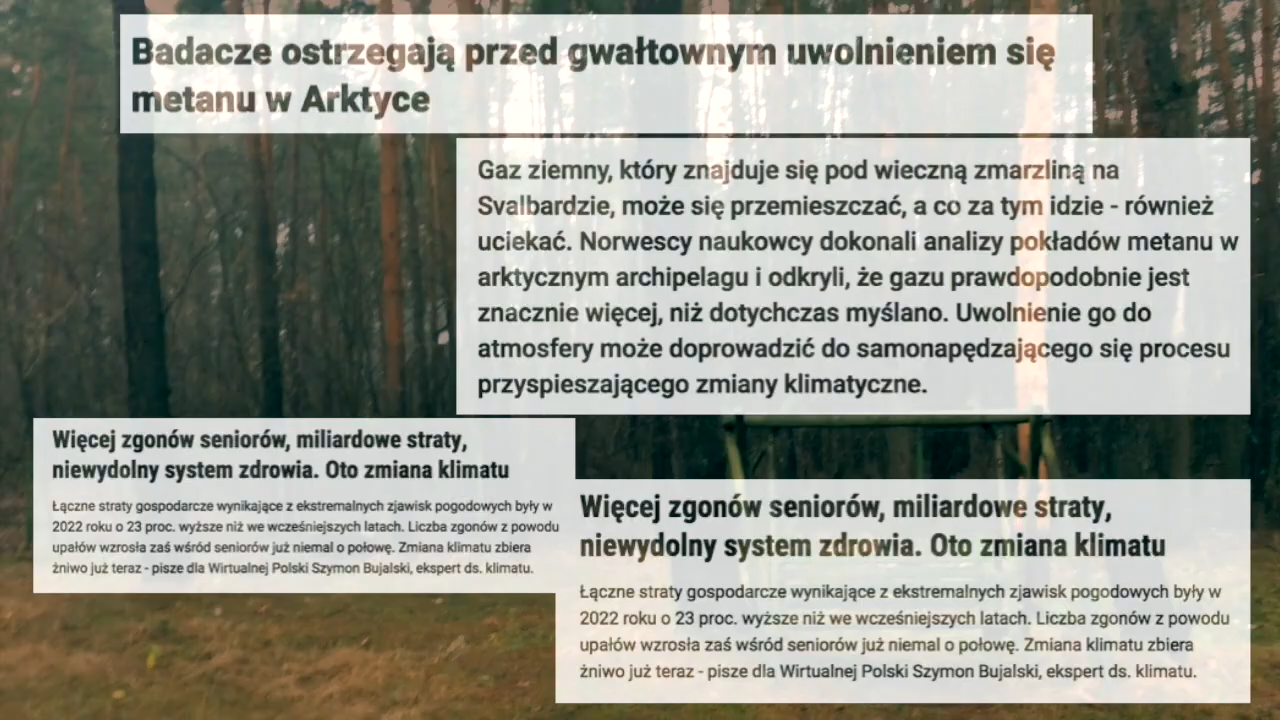 Badacze ostrzegają przed gwałtownym uwolnieniem się
metanu w Arktyce
Gaz ziemny, który znajduje się pod wieczną zmarzliną na
Svalbardzie, może się przemieszczać, a co za tym idzie - również
uciekać. Norwescy naukowcy dokonali analizy pokładów metanu w
arktycznym archipelagu i odkryli, że gazu prawdopodobnie jest
znacznie więcej, niż dotychczas myślano. Uwolnienie go do
atmosfery może doprowadzić do samonapędzającego się procesu
przyspieszającego zmiany klimatyczne.
Więcej zgonów seniorów, miliardowe straty,
niewydolny system zdrowia. Oto zmiana klimatu
Łączne straty gospodarcze wynikające z ekstremalnych zjawisk pogodowych były w
2022 roku o 23 proc. wyższe niż we wcześniejszych latach. Liczba zgonów z powodu
upałów wzrosła zaś wśród seniorów już niemal o połowę. Zmiana klimatu zbiera
żniwo już teraz - pisze dla Wirtualnej Polski Szymon Bujalski, ekspert ds. klimatu.
Więcej zgonów seniorów, miliardowe straty,
niewydolny system zdrowia. Oto zmiana klimatu
Łączne straty gospodarcze wynikające z ekstremalnych zjawisk pogodowych były w
2022 roku o 23 proc. wyższe niż we wcześniejszych latach. Liczba zgonów z powodu
upałów wzrosła zaś wśród seniorów już niemal o połowę. Zmiana klimatu zbiera
żniwo już teraz - pisze dla Wirtualnej Polski Szymon Bujalski, ekspert ds. klimatu.